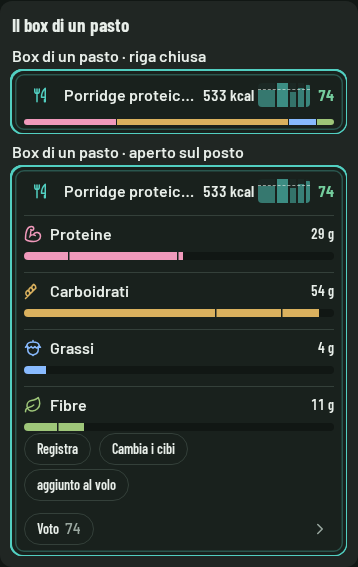 Il box di un pasto
Box di un pasto · riga chiusa
Porridge proteic... 533 kcal 74
Box di un pasto · aperto sul posto
Porridge proteic... 533 kcal 74
Proteine 29 g
Carboidrati 54 g
Grassi 4 g
Fibre 11 g
Registra Cambia i cibi
aggiunto al volo
Voto 74